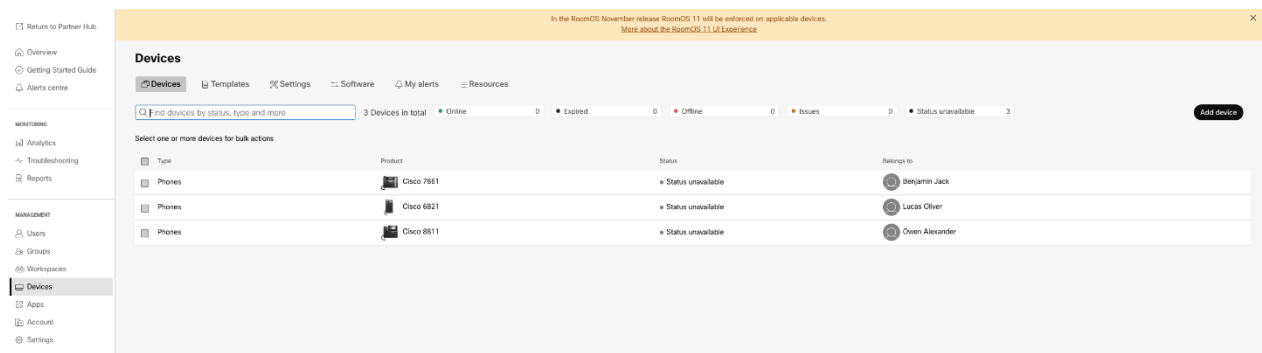 In the RoomOS November release RoomOS 11 will be enforced on applicable devices.
More about the RoomOS 11 UI Experience
Return to Partner Hub
Overview
Getting Started Guide
Alerts centre
MONITORING
Analytics
Troubleshooting
Reports
MANAGEMENT
Users
Groups
Workspaces
Devices
Apps
Account
Settings
Devices
Devices Templates Settings Software My alerts Resources
Find devices by status, type and more 3 Devices in total Online 0 Expired 0 Offline 0 Issues 0 Status unavailable 3 Add device
Select one or more devices for bulk actions
Type Product Status Belongs to
Phones Cisco 7861 Status unavailable Benjamin Jack
Phones Cisco 6821 Status unavailable Lucas Oliver
Phones Cisco 8811 Status unavailable Owen Alexander